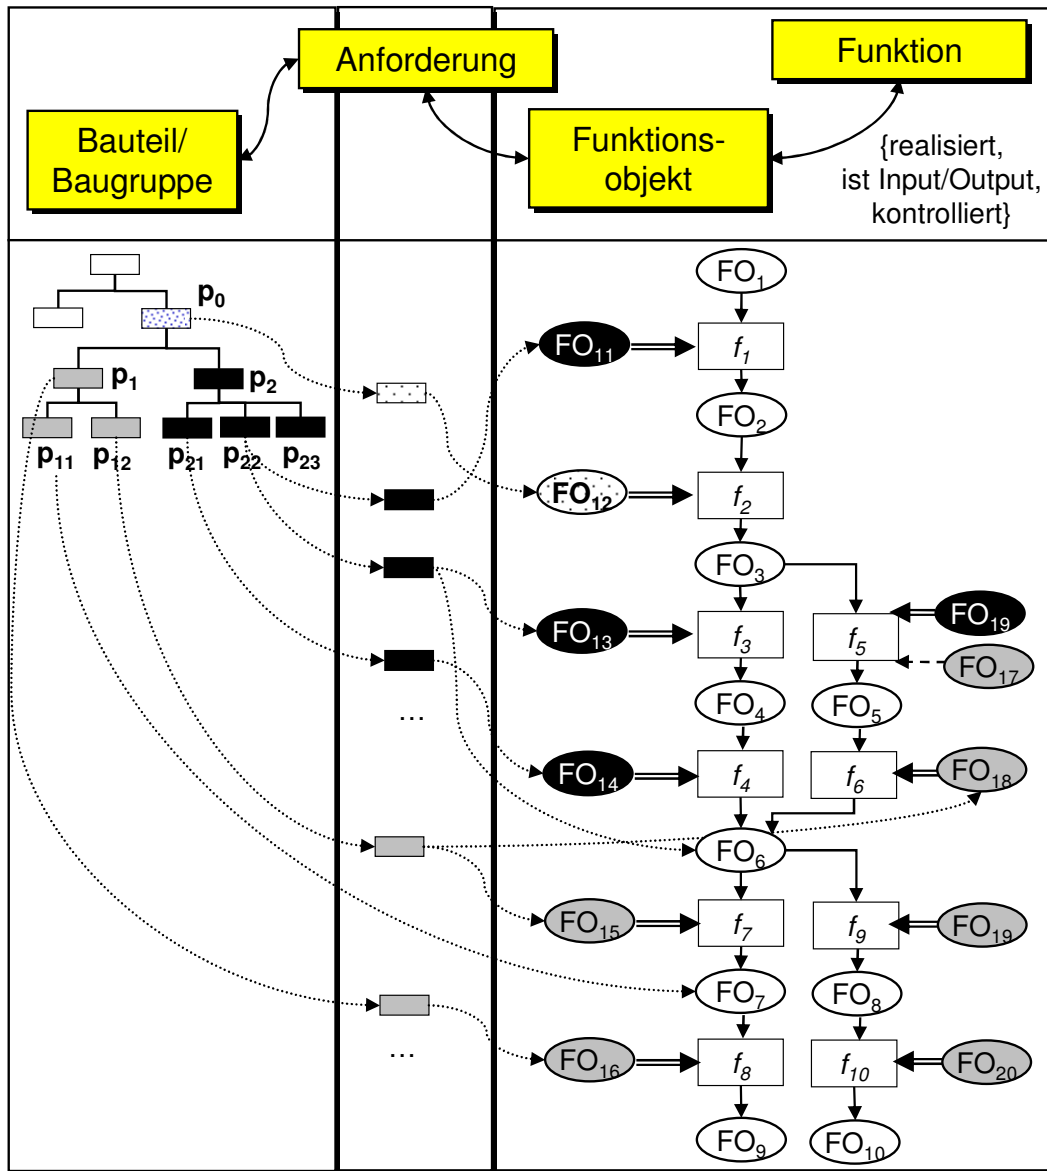 Anforderung
Funktion
Bauteil/
Baugruppe
Funktions-
objekt
{realisiert,
ist Input/Output,
kontrolliert}
p0
p1
p2
p11
p12
p21
p22
p23
...
...
FO1
FO11
f1
FO2
FO12
f2
FO3
FO13
f3
f5
FO19
FO17
FO4
FO5
FO14
f4
f6
FO18
FO6
FO15
f7
f9
FO19
FO7
FO8
FO16
f8
f10
FO20
FO9
FO10